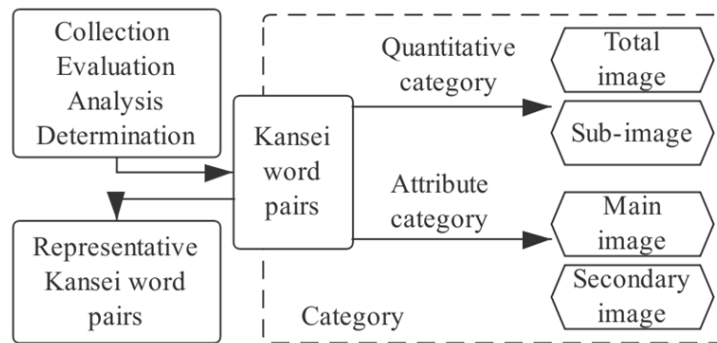 Collection
Evaluation
Analysis
Determination
Kansei
word
pairs
Representative
Kansei word
pairs
Quantitative
category
Total
image
Sub-image
Attribute
category
Main
image
Secondary
image
Category